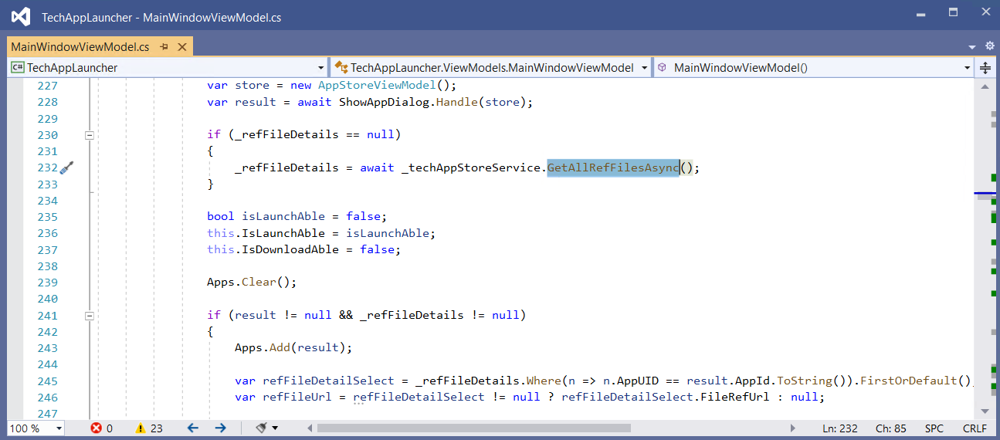 TechAppLauncher - MainWindowViewModel.cs
MainWindowViewModel.cs
C# TechAppLauncher TechAppLauncher.ViewModels.MainWindowViewModel MainWindowViewModel()
227 var store = new AppStoreViewModel();
228 var result = await ShowAppDialog.Handle(store);
229
230 if (_refFileDetails == null)
231 {
232 _refFileDetails = await _techAppStoreService.GetAllRefFilesAsync();
233 }
234
235 bool isLaunchAble = false;
236 this.IsLaunchAble = isLaunchAble;
237 this.IsDownloadAble = false;
238
239 Apps.Clear();
240
241 if (result != null && _refFileDetails != null)
242 {
243 Apps.Add(result);
244
245 var refFileDetailSelect = _refFileDetails.Where(n => n.AppUID == result.AppId.ToString()).FirstOrDefault()
246 var refFileUrl = refFileDetailSelect != null ? refFileDetailSelect.FileRefUrl : null;
247
100 % 0 23 Ln: 232 Ch: 85 SPC CRLF